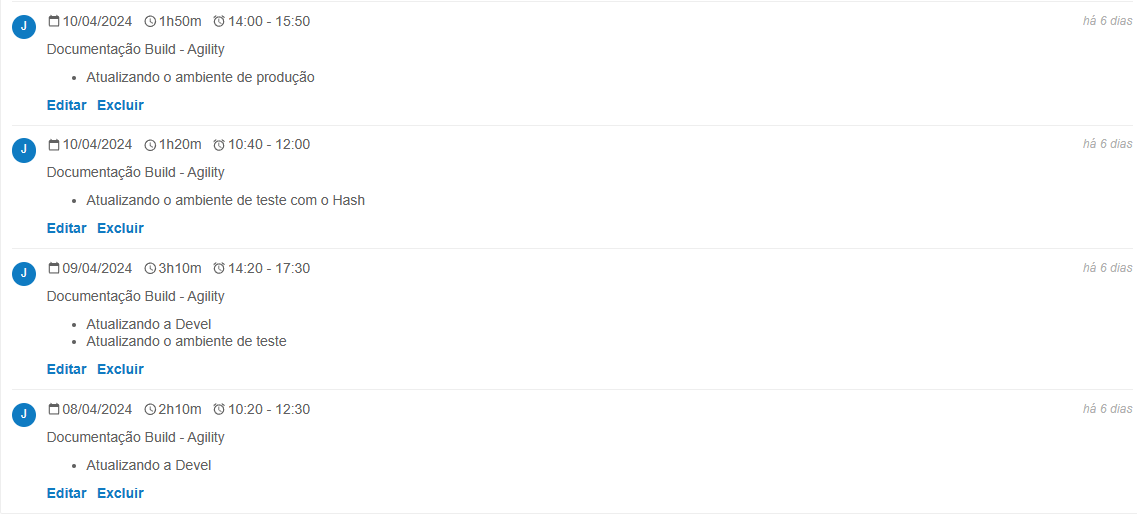 J 10/04/2024 1h50m 14:00 - 15:50 há 6 dias
Documentação Build - Agility
• Atualizando o ambiente de produção
Editar Excluir
J 10/04/2024 1h20m 10:40 - 12:00 há 6 dias
Documentação Build - Agility
• Atualizando o ambiente de teste com o Hash
Editar Excluir
J 09/04/2024 3h10m 14:20 - 17:30 há 6 dias
Documentação Build - Agility
• Atualizando a Devel
• Atualizando o ambiente de teste
Editar Excluir
J 08/04/2024 2h10m 10:20 - 12:30 há 6 dias
Documentação Build - Agility
• Atualizando a Devel
Editar Excluir